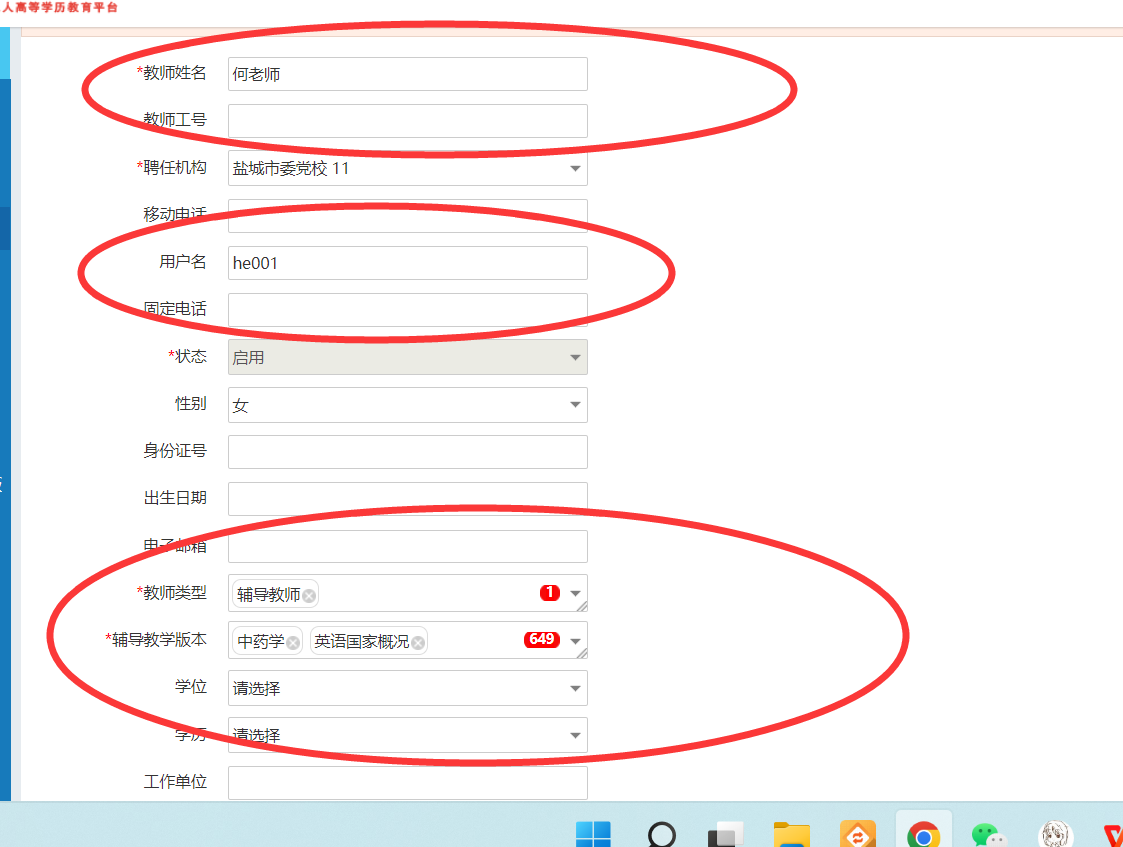 人高等学历教育平台
*教师姓名 何老师
教师工号
*聘任机构 盐城市委党校 11
移动电话
用户名 he001
固定电话
*状态 启用
性别 女
身份证号
出生日期
电子邮箱
*教师类型 辅导教师 1
*辅导教学版本 中药学 英语国家概况 649
学位 请选择
学历 请选择
工作单位